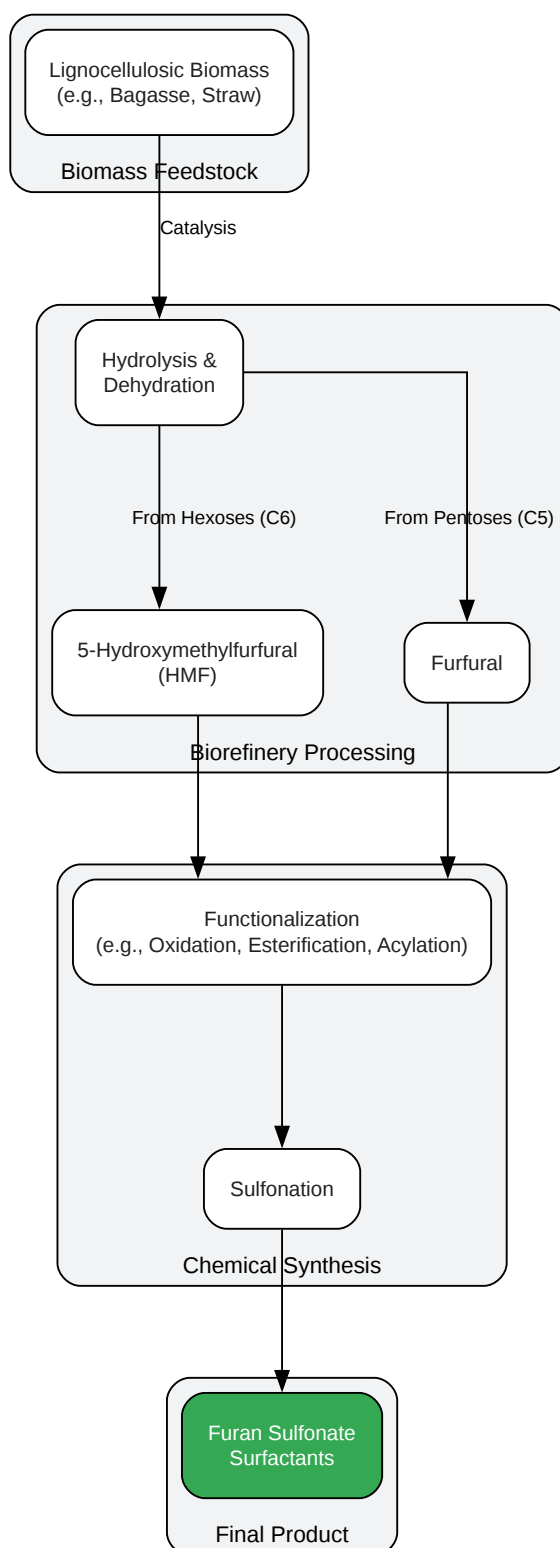 Lignocellulosic Biomass
(e.g., Bagasse, Straw)
Biomass Feedstock
Catalysis
Hydrolysis &
Dehydration
From Hexoses (C6)
From Pentoses (C5)
5-Hydroxymethylfurfural
(HMF)
Furfural
Biorefinery Processing
Functionalization
(e.g., Oxidation, Esterification, Acylation)
Sulfonation
Chemical Synthesis
Furan Sulfonate
Surfactants
Final Product